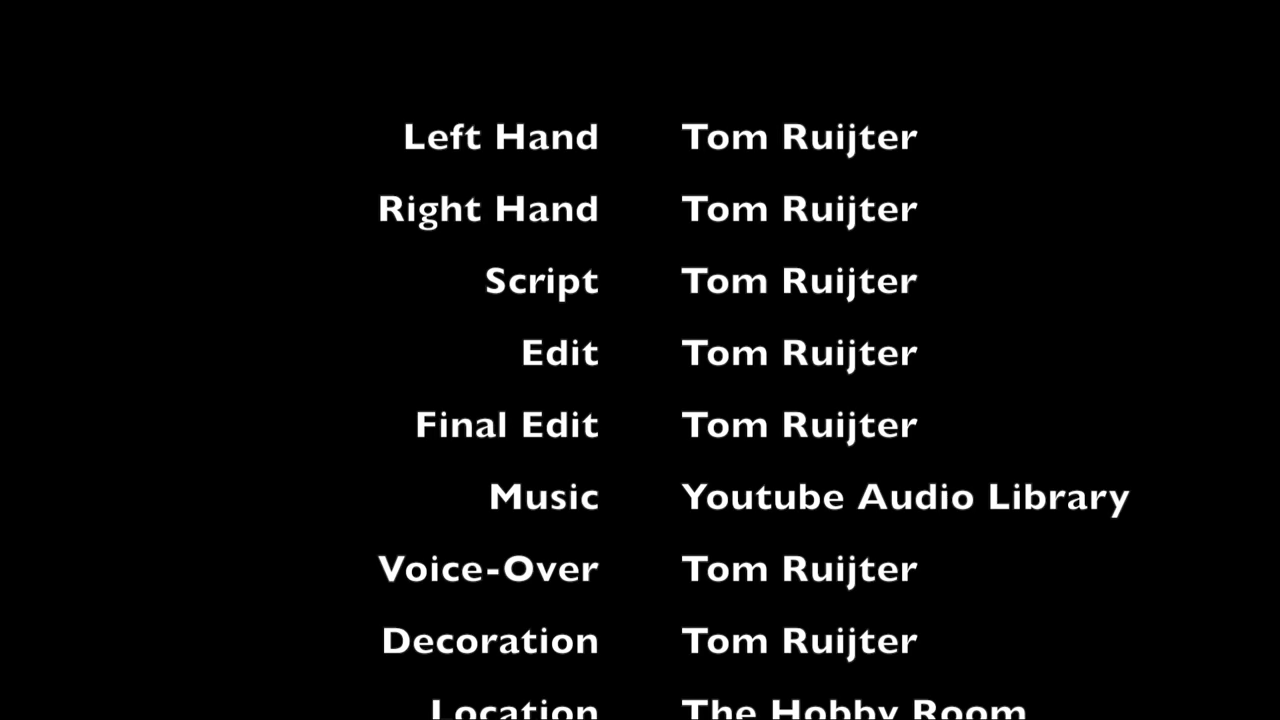 Left Hand Tom Ruijter
Right Hand Tom Ruijter
Script Tom Ruijter
Edit Tom Ruijter
Final Edit Tom Ruijter
Music Youtube Audio Library
Voice-Over Tom Ruijter
Decoration Tom Ruijter
Location The Hobby Room